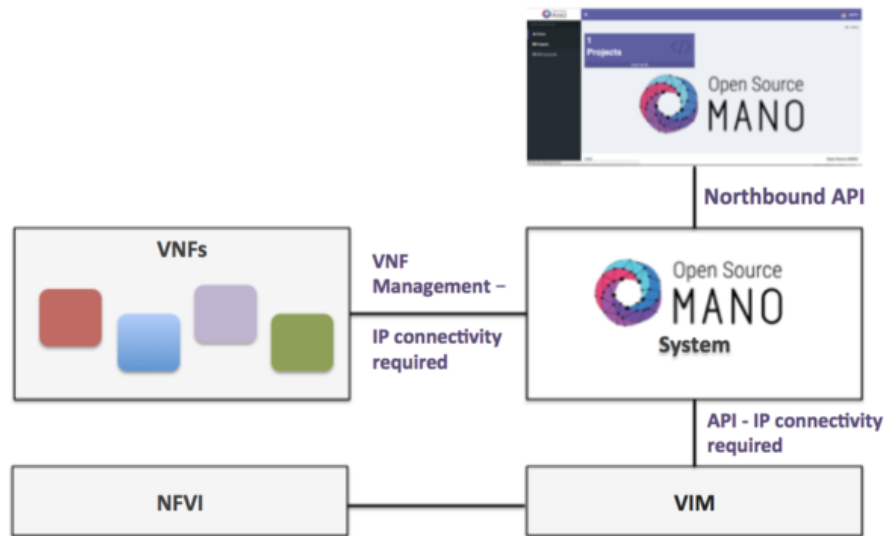 1
Projects
Open Source
MANO
Northbound API
VNFs
VNF
Management –
IP connectivity
required
Open Source
MANO
System
API - IP connectivity
required
NFVI
VIM